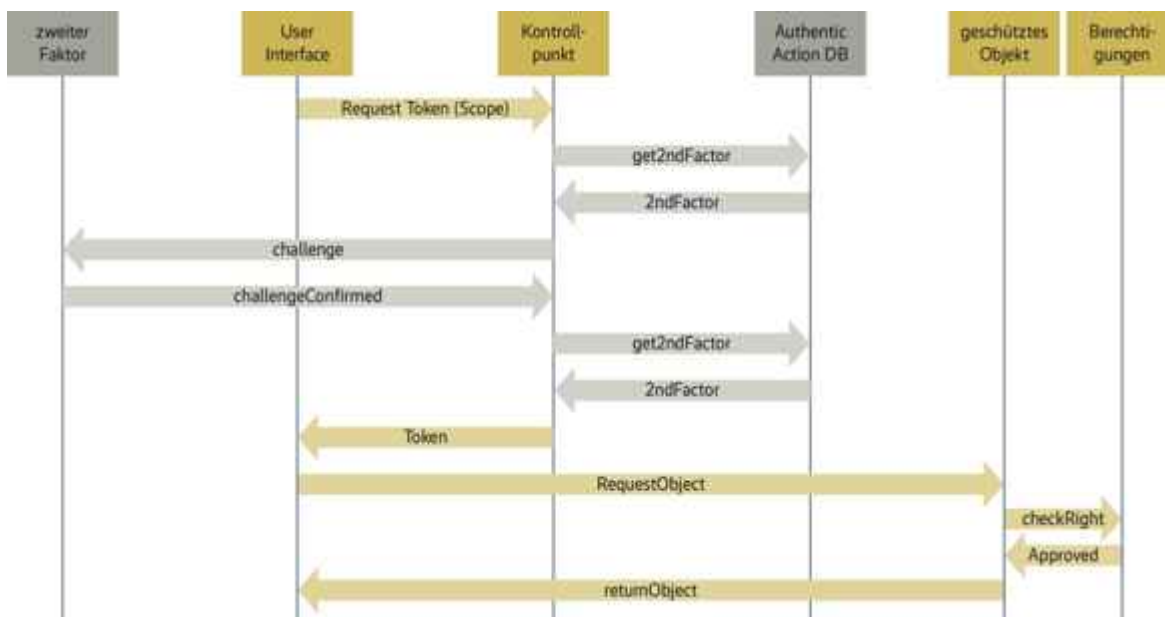 zweiter
Faktor
User
Interface
Kontroll-
punkt
Authentic
Action DB
geschütztes
Objekt
Berechti-
gungen
Request Token (Scope)
get2ndFactor
2ndFactor
challenge
challengeConfirmed
get2ndFactor
2ndFactor
Token
RequestObject
checkRight
Approved
returnObject